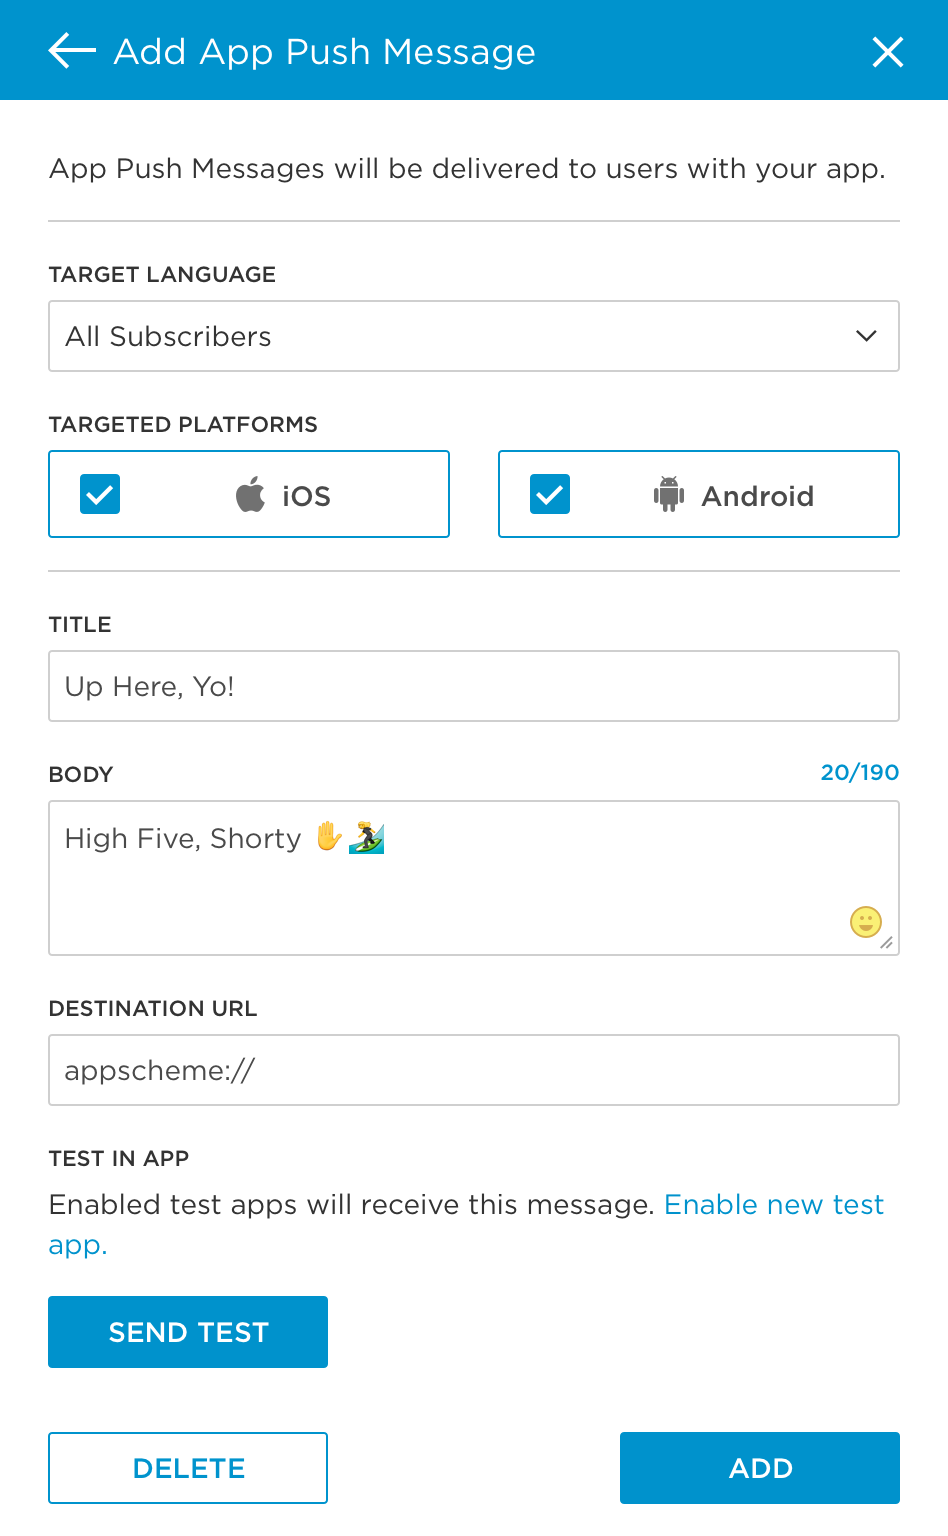 Add App Push Message
App Push Messages will be delivered to users with your app.
TARGET LANGUAGE
All Subscribers
TARGETED PLATFORMS
iOS
Android
TITLE
Up Here, Yo!
BODY
20/190
High Five, Shorty ✋🏄
DESTINATION URL
appscheme://
TEST IN APP
Enabled test apps will receive this message. Enable new test
app.
SEND TEST
DELETE
ADD